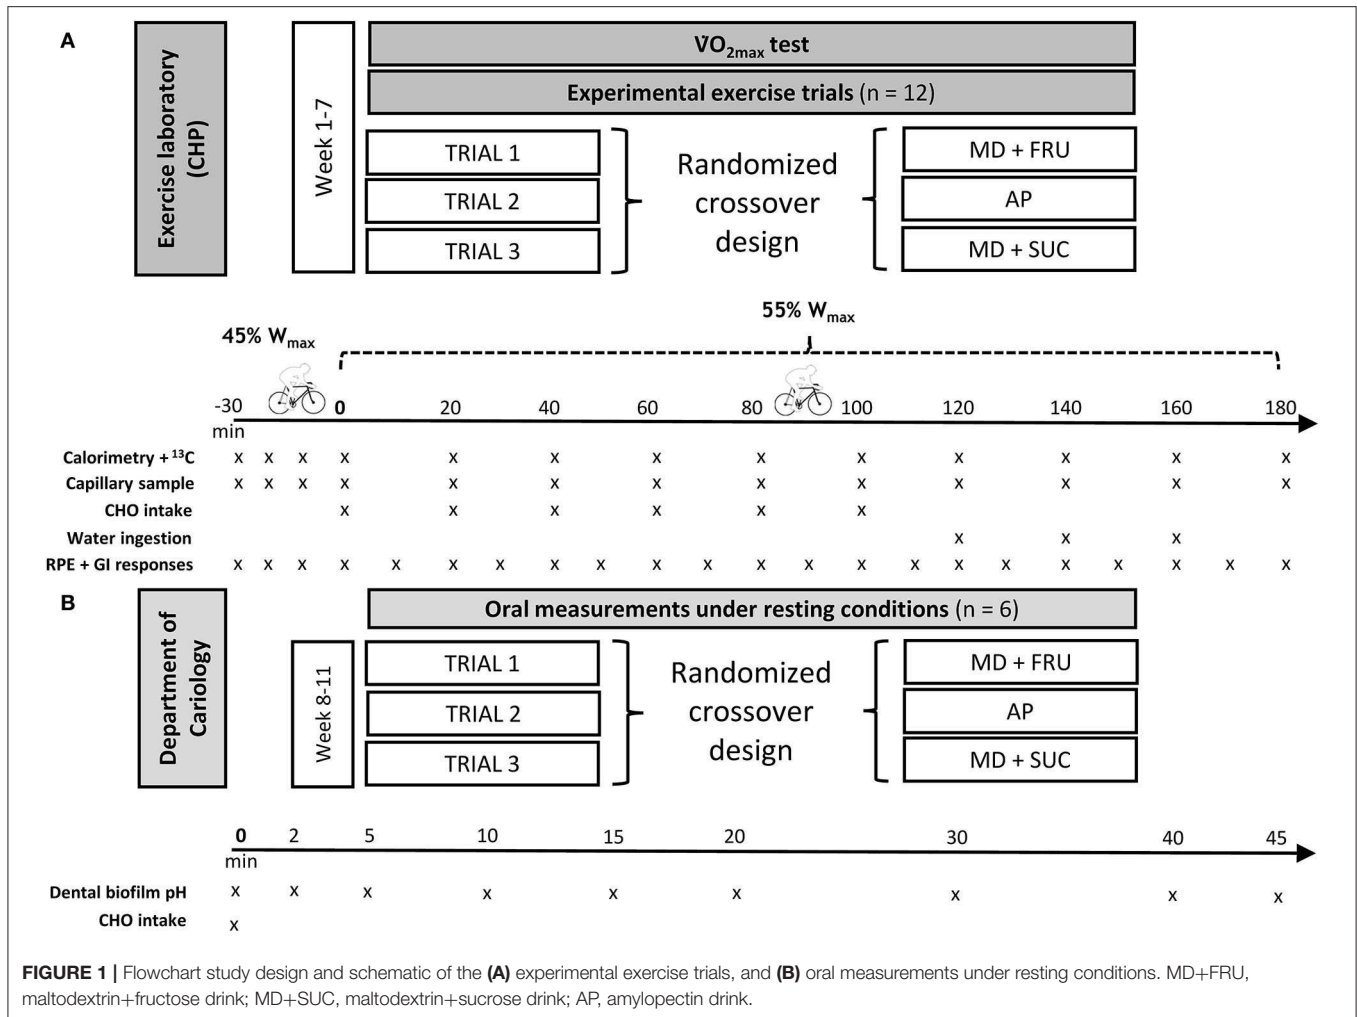 A
Exercise laboratory
(CHP)
Week 1-7
V̇O2max test
Experimental exercise trials (n = 12)
TRIAL 1
TRIAL 2
TRIAL 3
Randomized
crossover
design
MD + FRU
AP
MD + SUC
45% Wmax
55% Wmax
-30 0 20 40 60 80 100 120 140 160 180
min
Calorimetry + 13C x x x x x x x x x x x x x
Capillary sample x x x x x x x x x x x x x
CHO intake x x x x x x
Water ingestion x x x
RPE + GI responses x x x x x x x x x x x x x x x x x x x x x x
B
Department of
Cariology
Week 8-11
Oral measurements under resting conditions (n = 6)
TRIAL 1
TRIAL 2
TRIAL 3
Randomized
crossover
design
MD + FRU
AP
MD + SUC
0 2 5 10 15 20 30 40 45
min
Dental biofilm pH x x x x x x x x x
CHO intake x
FIGURE 1 | Flowchart study design and schematic of the (A) experimental exercise trials, and (B) oral measurements under resting conditions. MD+FRU,
maltodextrin+fructose drink; MD+SUC, maltodextrin+sucrose drink; AP, amylopectin drink.